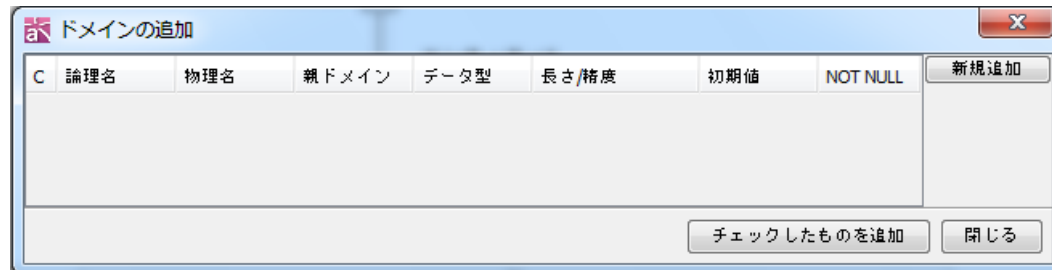 ドメインの追加
C 論理名 物理名 親ドメイン データ型 長さ/精度 初期値 NOT NULL 新規追加
チェックしたものを追加 閉じる